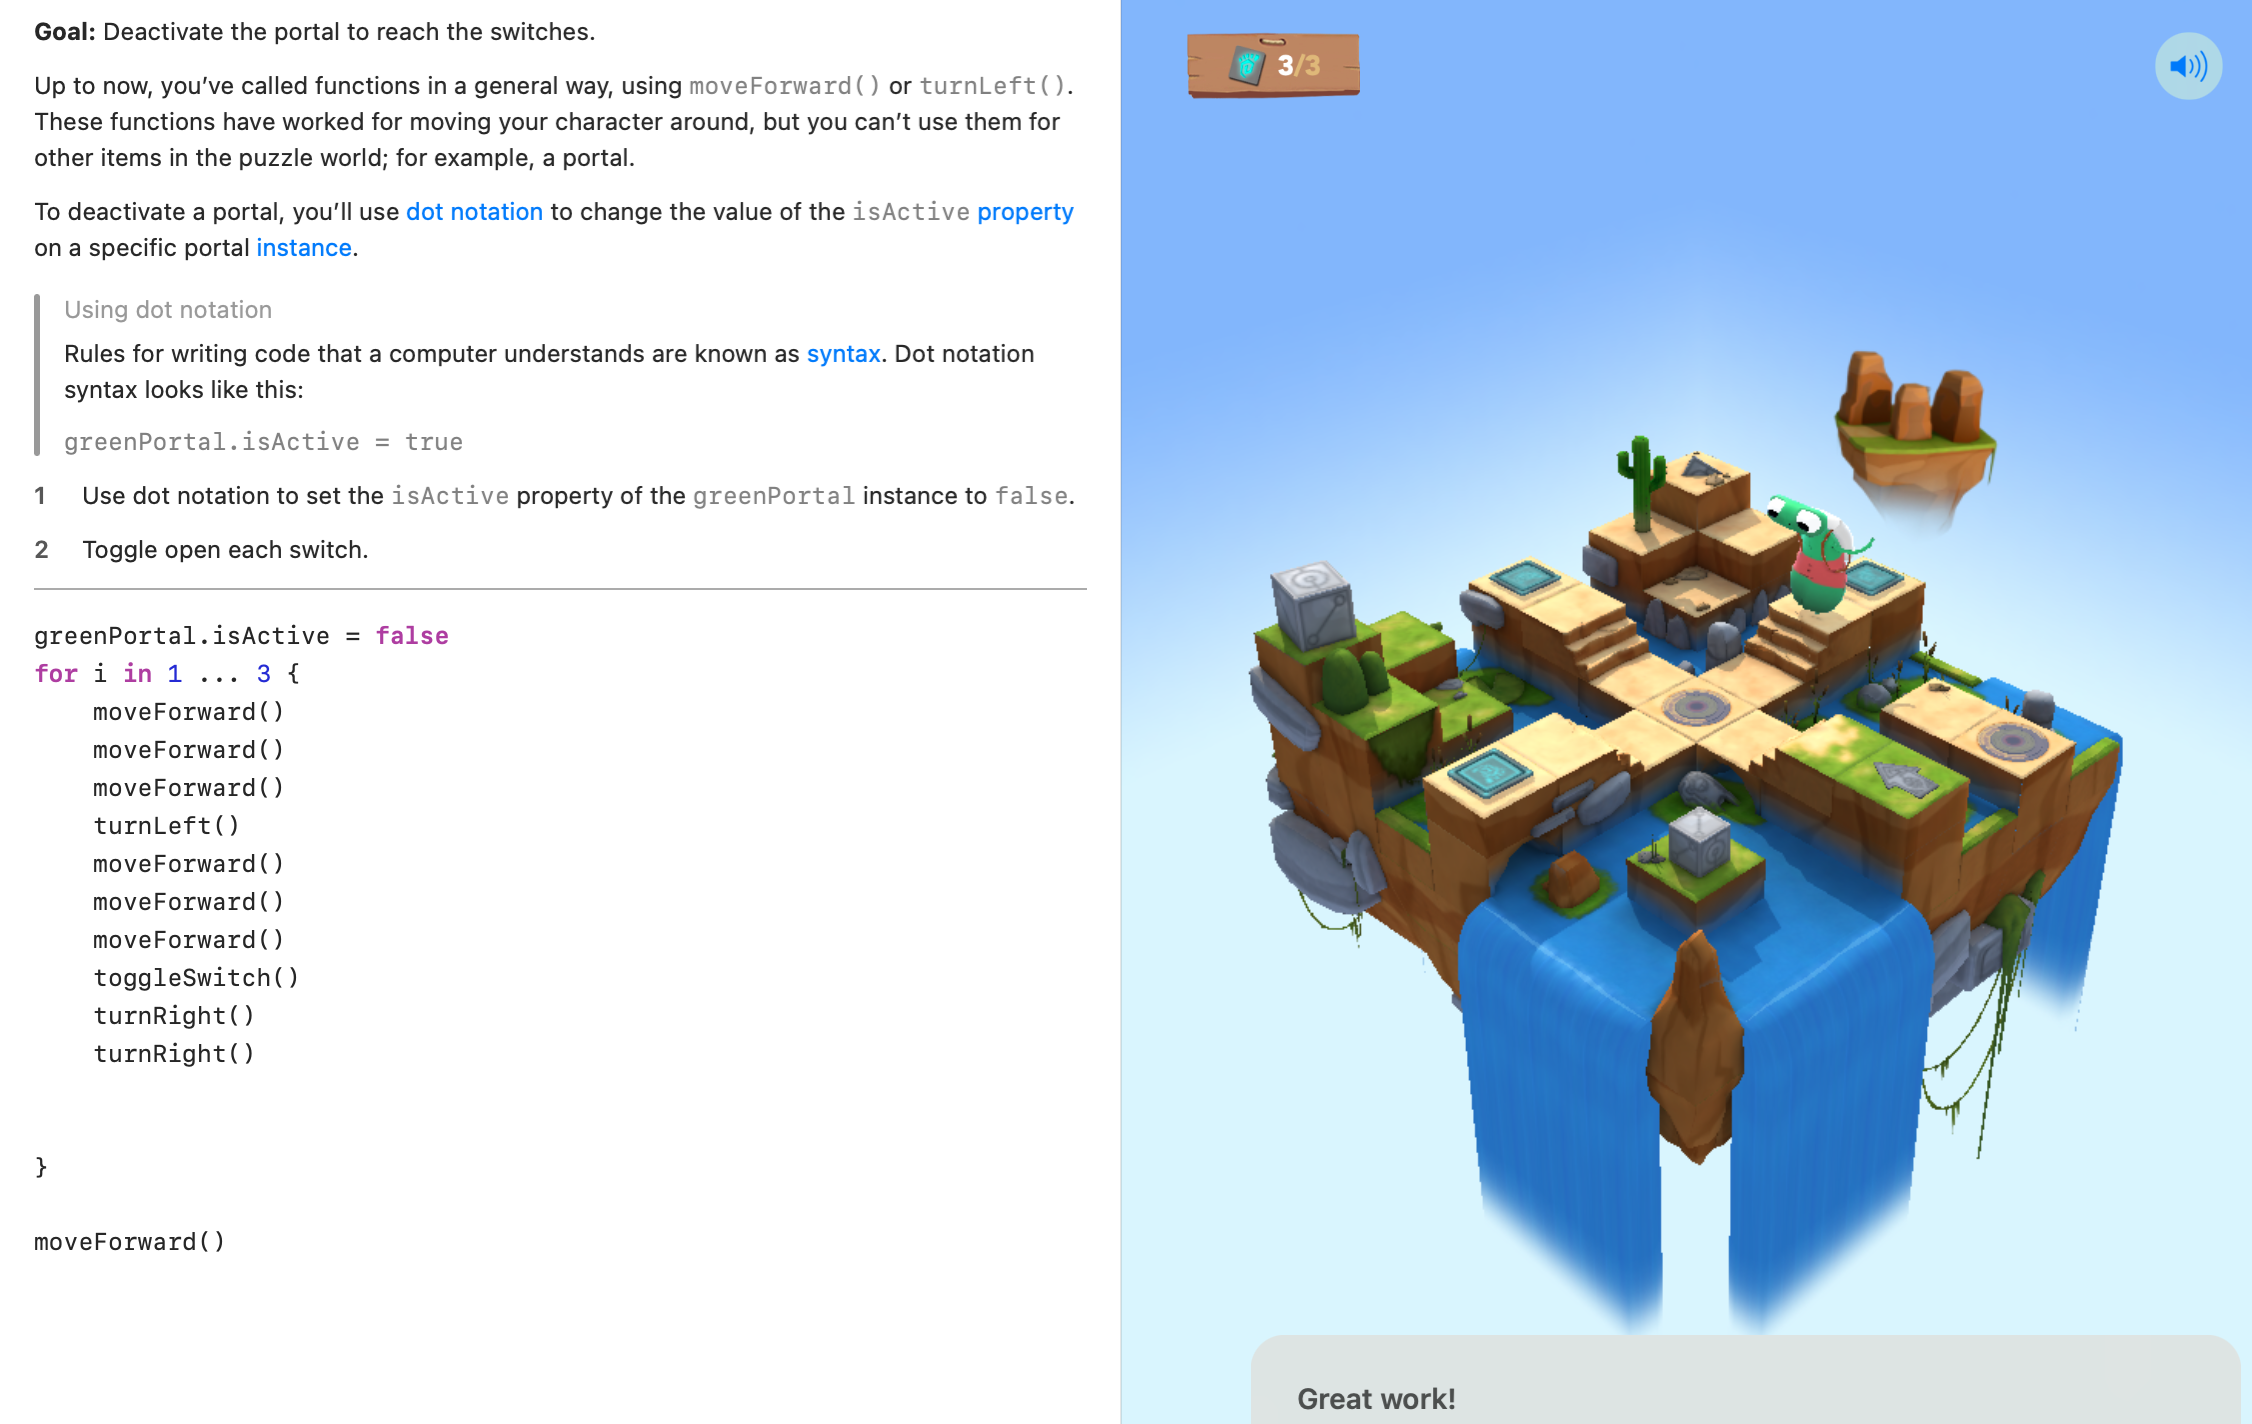 Goal: Deactivate the portal to reach the switches.
Up to now, you’ve called functions in a general way, using moveForward() or turnLeft().
These functions have worked for moving your character around, but you can’t use them for
other items in the puzzle world; for example, a portal.
To deactivate a portal, you’ll use dot notation to change the value of the isActive property
on a specific portal instance.
Using dot notation
Rules for writing code that a computer understands are known as syntax. Dot notation
syntax looks like this:
greenPortal.isActive = true
1 Use dot notation to set the isActive property of the greenPortal instance to false.
2 Toggle open each switch.
greenPortal.isActive = false
for i in 1 ... 3 {
    moveForward()
    moveForward()
    moveForward()
    turnLeft()
    moveForward()
    moveForward()
    moveForward()
    toggleSwitch()
    turnRight()
    turnRight()
}
moveForward()
3/3
Great work!